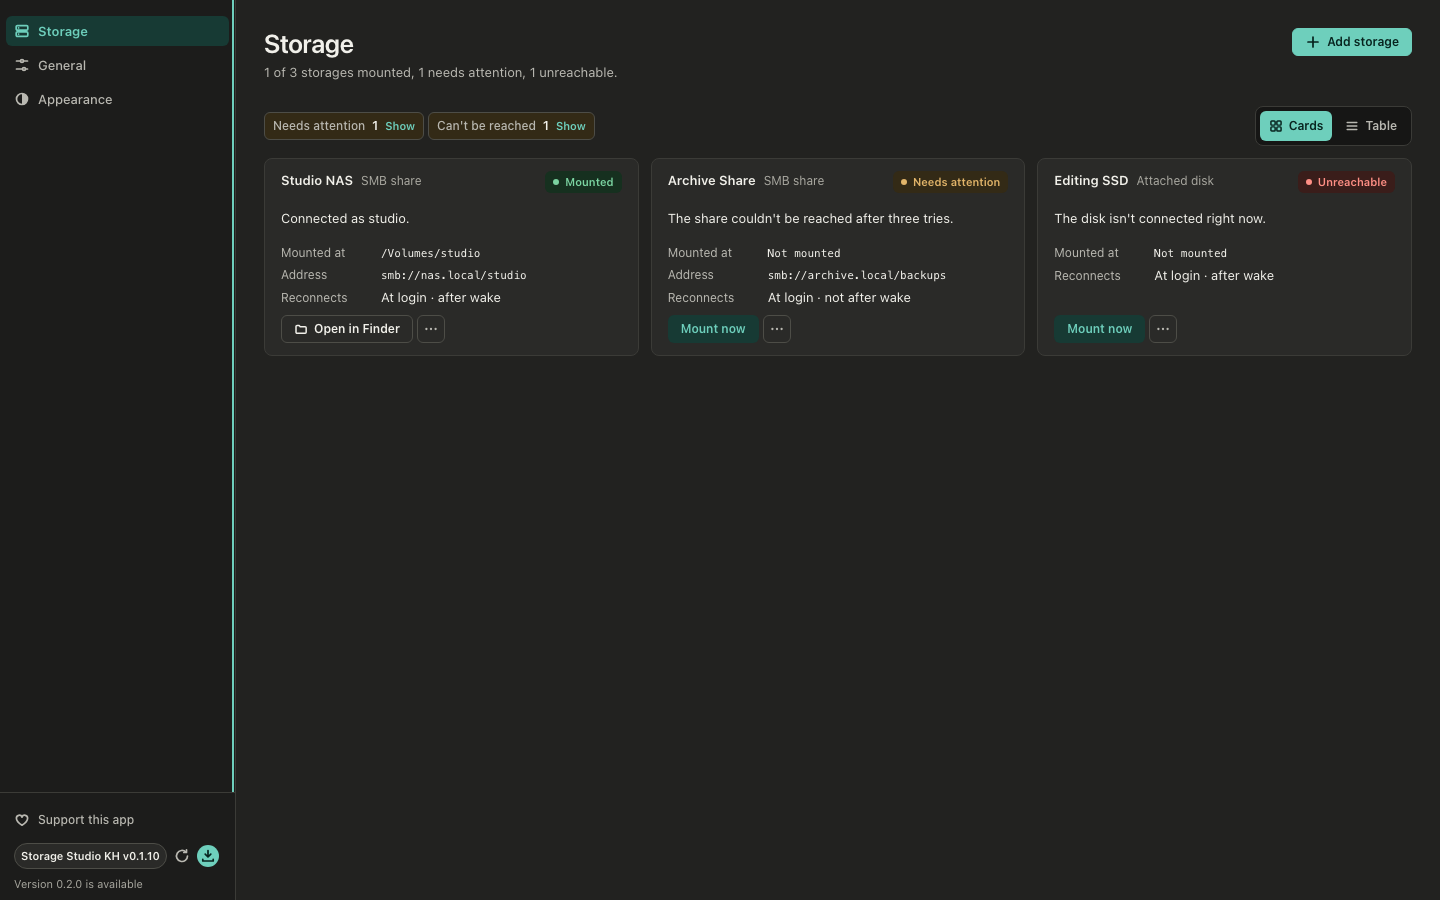 Storage
General
Appearance
Support this app
Storage Studio KH v0.1.10
Version 0.2.0 is available
Storage
1 of 3 storages mounted, 1 needs attention, 1 unreachable.
Add storage
Needs attention 1 Show
Can't be reached 1 Show
Cards
Table
Studio NAS SMB share
Mounted
Connected as studio.
Mounted at /Volumes/studio
Address smb://nas.local/studio
Reconnects At login · after wake
Open in Finder
Archive Share SMB share
Needs attention
The share couldn't be reached after three tries.
Mounted at Not mounted
Address smb://archive.local/backups
Reconnects At login · not after wake
Mount now
Editing SSD Attached disk
Unreachable
The disk isn't connected right now.
Mounted at Not mounted
Reconnects At login · after wake
Mount now